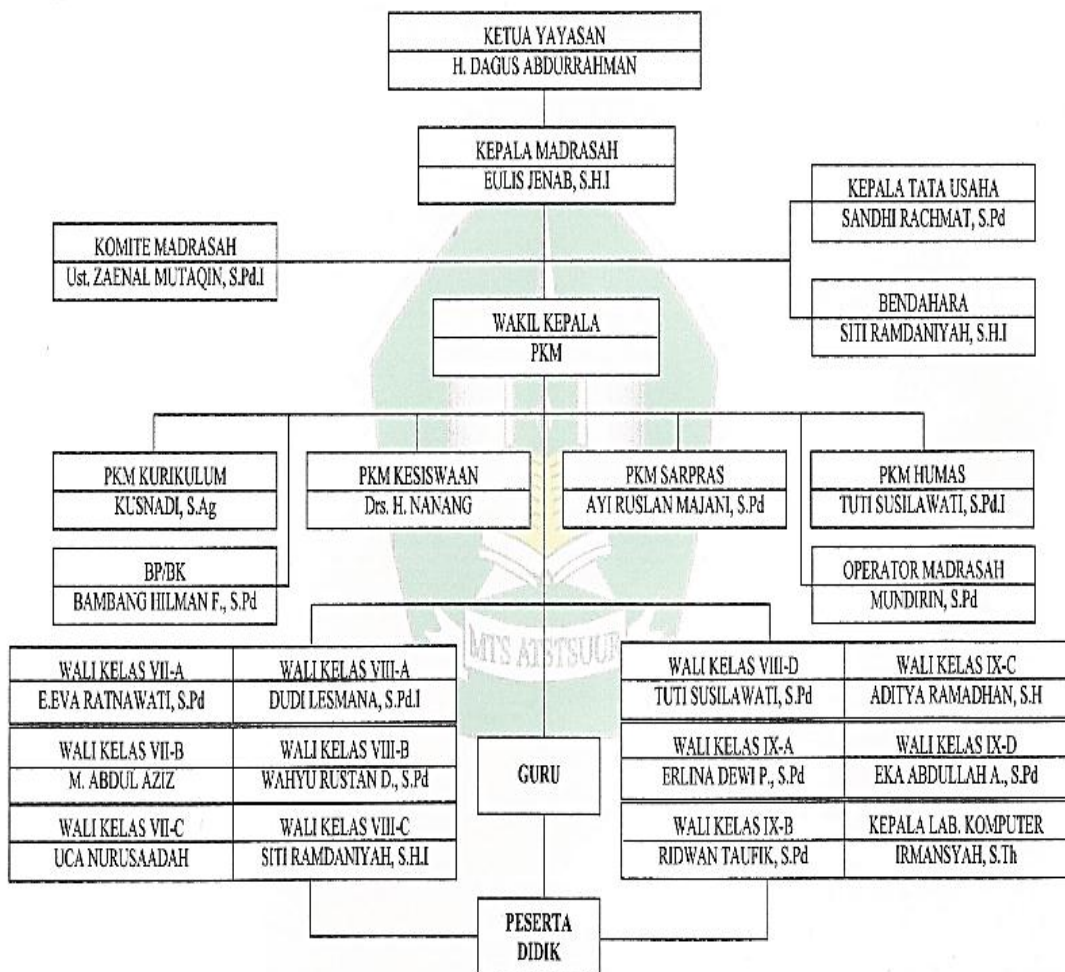 KETUA YAYASAN
H. DAGUS ABDURRAHMAN
KEPALA MADRASAH
EULIS JENAB, S.H.I
KEPALA TATA USAHA
SANDHI RACHMAT, S.Pd
KOMITE MADRASAH
Ust. ZAENAL MUTAQIN, S.Pd.I
BENDAHARA
SITI RAMDANIYAH, S.H.I
WAKIL KEPALA
PKM
PKM KURIKULUM
KUSNADI, S.Ag
PKM KESISWAAN
Drs. H. NANANG
PKM SARPRAS
AYI RUSLAN MAJANI, S.Pd
PKM HUMAS
TUTI SUSILAWATI, S.Pd.I
BP/BK
BAMBANG HILMAN F., S.Pd
OPERATOR MADRASAH
MUNDIRIN, S.Pd
MTS
WALI KELAS VII-A
E.EVA RATNAWATI, S.Pd
WALI KELAS VIII-A
DUDI LESMANA, S.Pd.I
WALI KELAS VII-B
M. ABDUL AZIZ
WALI KELAS VIII-B
WAHYU RUSTAN D., S.Pd
WALI KELAS VII-C
UCA NURUSAADAH
WALI KELAS VIII-C
SITI RAMDANIYAH, S.H.I
GURU
WALI KELAS VIII-D
TUTI SUSILAWATI, S.Pd
WALI KELAS IX-C
ADITYA RAMADHAN, S.H
WALI KELAS IX-A
ERLINA DEWI P., S.Pd
WALI KELAS IX-D
EKA ABDULLAH A., S.Pd
WALI KELAS IX-B
RIDWAN TAUFIK, S.Pd
KEPALA LAB. KOMPUTER
IRMANSYAH, S.Th
PESERTA
DIDIK